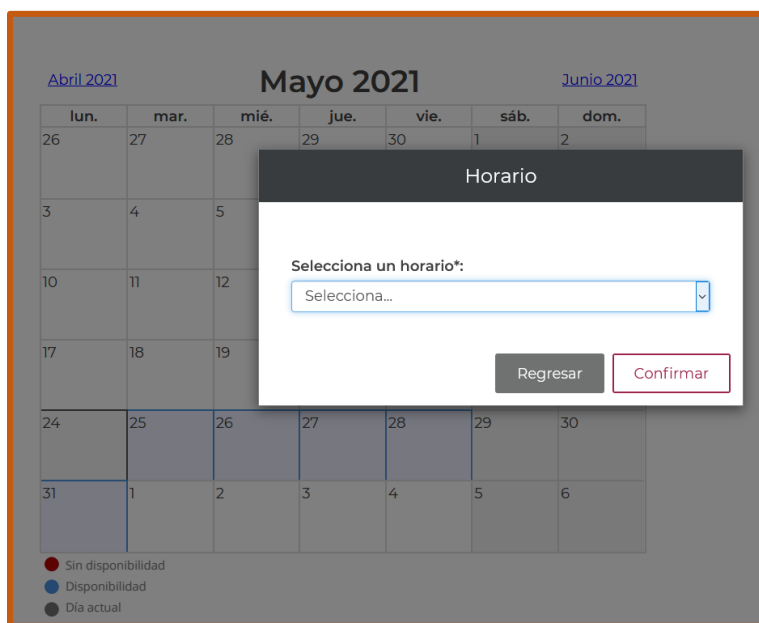 Abril 2021 Mayo 2021 Junio 2021
lun. mar. mié. jue. vie. sáb. dom.
26 27 28 29 30 1 2
Horario
3 4 5
Selecciona un horario*:
10 11 12
Selecciona...
17 18 19
Regresar Confirmar
24 25 26 27 28 29 30
31 1 2 3 4 5 6
Sin disponibilidad
Disponibilidad
Día actual